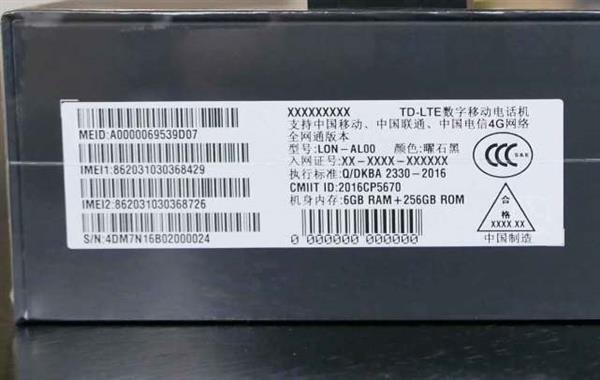 MEID:A0000069539D07
IMEI1:862031030368429
IMEI2:862031030368726
S/N:4DM7N16B02000024
XXXXXXXXX TD-LTE数字移动电话机
支持中国移动、中国联通、中国电信4G网络
全网通版本
型号:LON-AL00 颜色:曜石黑
入网证号:XX-XXXX-XXXXXX
执行标准:Q/DKBA 2330-2016
CMIIT ID:2016CP5670
机身内存:6GB RAM+256GB ROM
0 000000 000000 0
CCC S&E
合格
XXXX.XX
中国制造